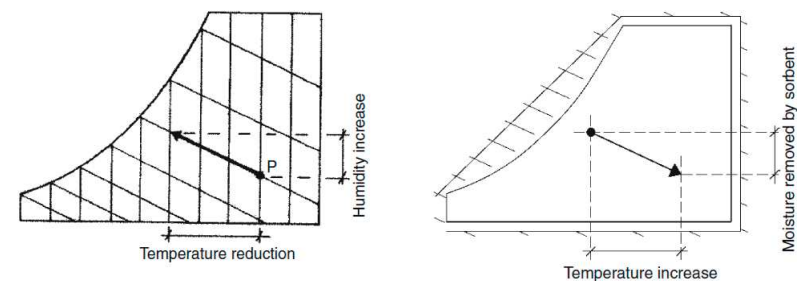 P
Humidity increase
Temperature reduction
Moisture removed by sorbent
Temperature increase